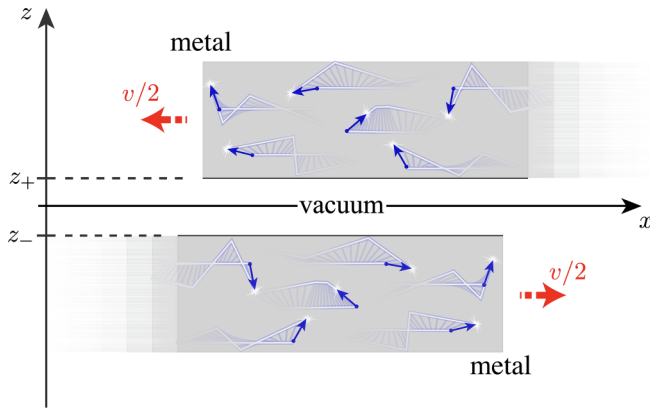 z
metal
v/2
z₊
vacuum
x
z₋
v/2
metal